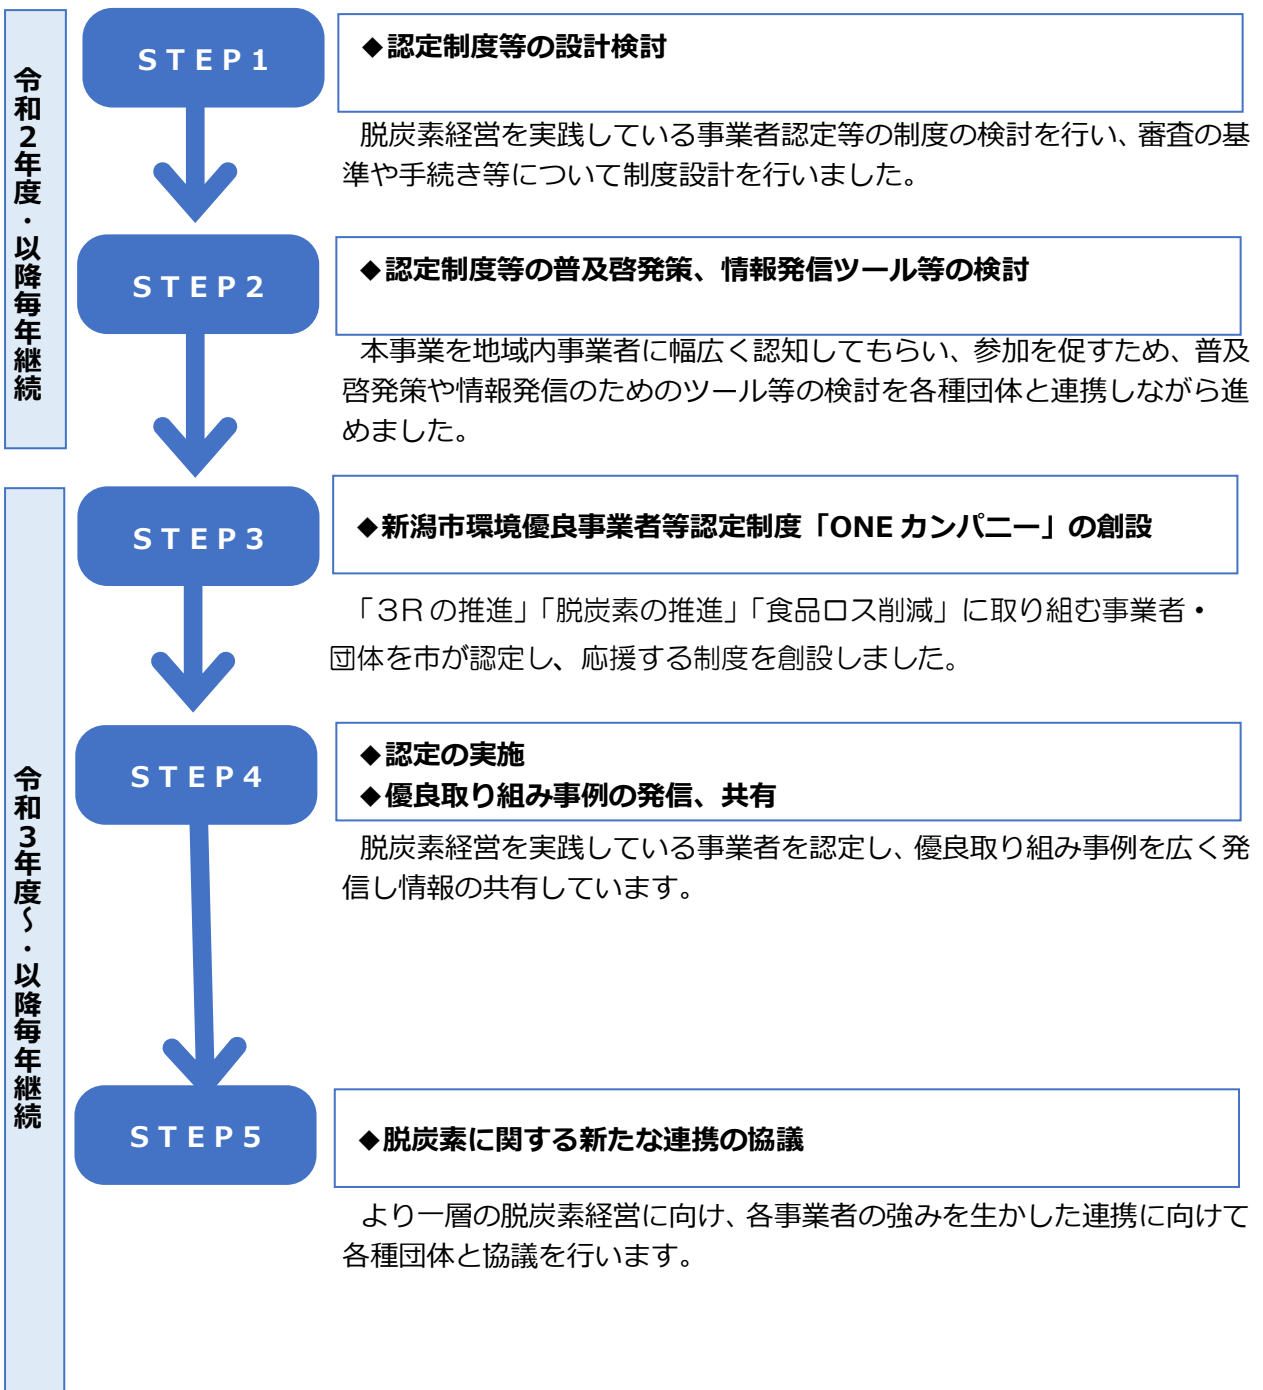 令和２年度・以降毎年継続
ＳＴＥＰ１
◆認定制度等の設計検討
脱炭素経営を実践している事業者認定等の制度の検討を行い、審査の基
準や手続き等について制度設計を行いました。
ＳＴＥＰ２
◆認定制度等の普及啓発策、情報発信ツール等の検討
本事業を地域内事業者に幅広く認知してもらい、参加を促すため、普及
啓発策や情報発信のためのツール等の検討を各種団体と連携しながら進
めました。
令和３年度～・以降毎年継続
ＳＴＥＰ３
◆新潟市環境優良事業者等認定制度「ONE カンパニー」の創設
「３Ｒの推進」「脱炭素の推進」「食品ロス削減」に取り組む事業者・
団体を市が認定し、応援する制度を創設しました。
ＳＴＥＰ４
◆認定の実施
◆優良取り組み事例の発信、共有
脱炭素経営を実践している事業者を認定し、優良取り組み事例を広く発
信し情報の共有しています。
ＳＴＥＰ５
◆脱炭素に関する新たな連携の協議
より一層の脱炭素経営に向け、各事業者の強みを生かした連携に向けて
各種団体と協議を行います。